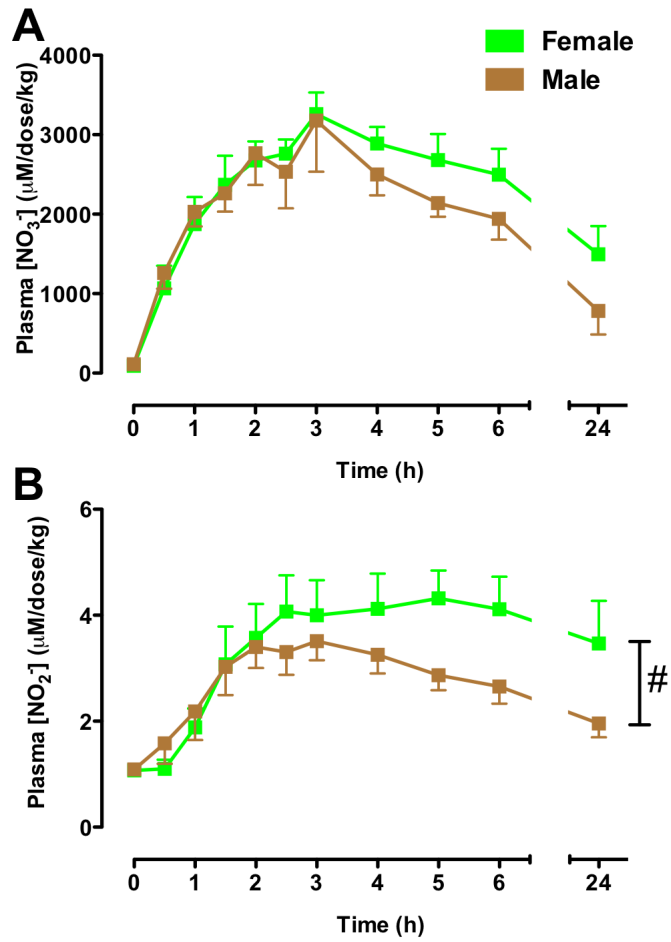 A
Female
Male
Plasma [NO₃⁻] (μM/dose/kg)
4000
3000
2000
1000
0
0 1 2 3 4 5 6 24
Time (h)
B
Plasma [NO₂⁻] (μM/dose/kg)
6
4
2
0
#
0 1 2 3 4 5 6 24
Time (h)